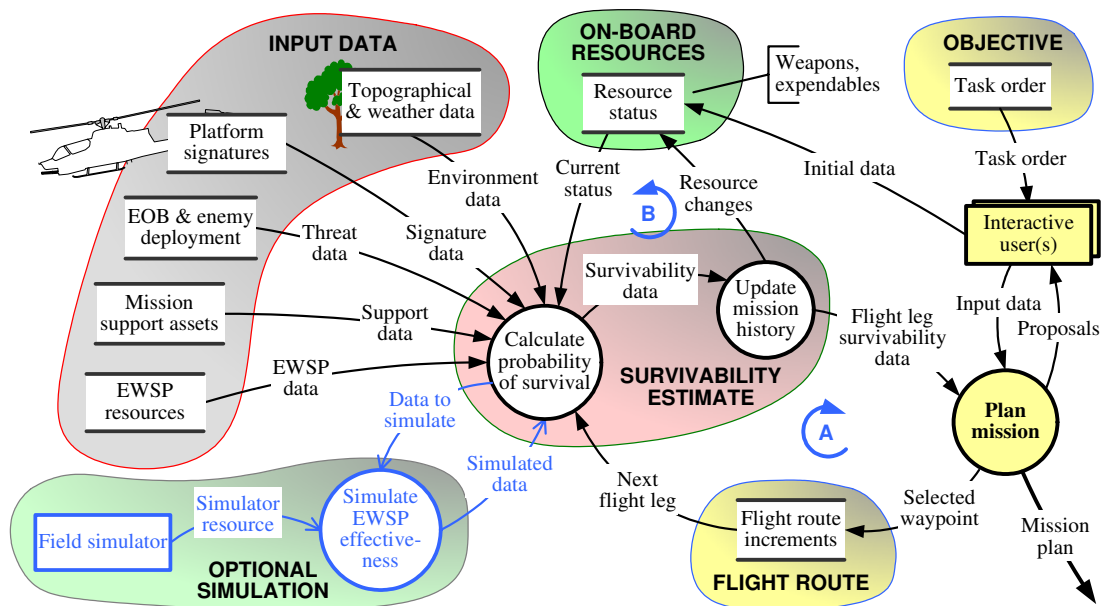 INPUT DATA
Topographical
& weather data
Platform
signatures
EOB & enemy
deployment
Mission
support assets
EWSP
resources
ON-BOARD
RESOURCES
Resource
status
Weapons,
expendables
OBJECTIVE
Task order
Task order
Initial data
Interactive
user(s)
Environment
data
Current
status
Resource
changes
B
Threat
data
Signature
data
Support
data
EWSP
data
Survivability
data
Update
mission
history
Calculate
probability
of survival
SURVIVABILITY
ESTIMATE
Flight leg
survivability
data
Input data
Proposals
Plan
mission
A
Data to
simulate
Simulated
data
Next
flight leg
Selected
waypoint
Mission
plan
Flight route
increments
FLIGHT ROUTE
Field simulator
Simulator
resource
Simulate
EWSP
effective-
ness
OPTIONAL
SIMULATION